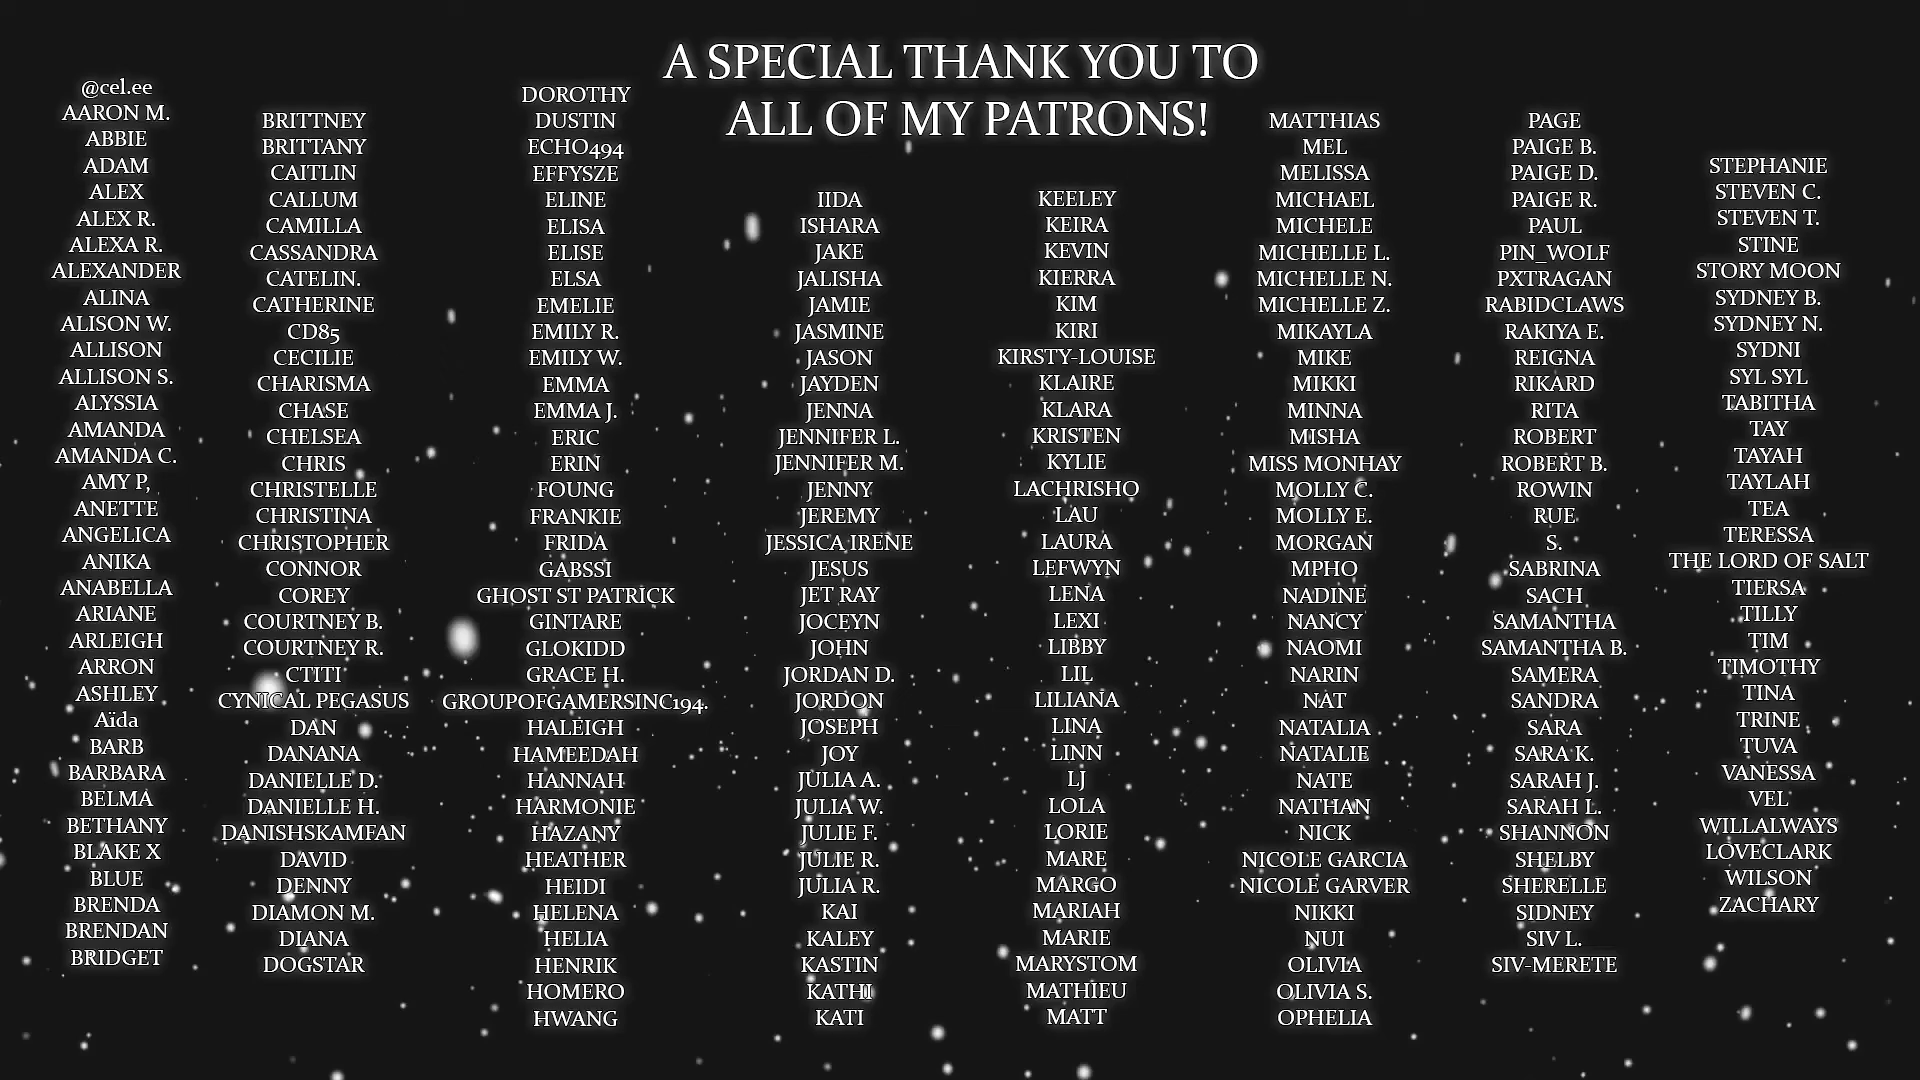 A SPECIAL THANK YOU TO
ALL OF MY PATRONS!
@cel.ee
AARON M.
ABBIE
ADAM
ALEX
ALEX R.
ALEXA R.
ALEXANDER
ALINA
ALISON W.
ALLISON
ALLISON S.
ALYSSIA
AMANDA
AMANDA C.
AMY P,
ANETTE
ANGELICA
ANIKA
ANABELLA
ARIANE
ARLEIGH
ARRON
ASHLEY
Aïda
BARB
BARBARA
BELMA
BETHANY
BLAKE X
BLUE
BRENDA
BRENDAN
BRIDGET
BRITTNEY
BRITTANY
CAITLIN
CALLUM
CAMILLA
CASSANDRA
CATELIN.
CATHERINE
CD85
CECILIE
CHARISMA
CHASE
CHELSEA
CHRIS
CHRISTELLE
CHRISTINA
CHRISTOPHER
CONNOR
COREY
COURTNEY B.
COURTNEY R.
CTITI
CYNICAL PEGASUS
DAN
DANANA
DANIELLE D.
DANIELLE H.
DANISHSKAMFAN
DAVID
DENNY
DIAMON M.
DIANA
DOGSTAR
DOROTHY
DUSTIN
ECHO494
EFFYSZE
ELINE
ELISA
ELISE
ELSA
EMELIE
EMILY R.
EMILY W.
EMMA
EMMA J.
ERIC
ERIN
FOUNG
FRANKIE
FRIDA
GABSSI
GHOST ST PATRICK
GINTARE
GLOKIDD
GRACE H.
GROUPOFGAMERSINC194.
HALEIGH
HAMEEDAH
HANNAH
HARMONIE
HAZANY
HEATHER
HEIDI
HELENA
HELIA
HENRIK
HOMERO
HWANG
IIDA
ISHARA
JAKE
JALISHA
JAMIE
JASMINE
JASON
JAYDEN
JENNA
JENNIFER L.
JENNIFER M.
JENNY
JEREMY
JESSICA IRENE
JESUS
JET RAY
JOCEYN
JOHN
JORDAN D.
JORDON
JOSEPH
JOY
JULIA A.
JULIA W.
JULIE F.
JULIE R.
JULIA R.
KAI
KALEY
KASTIN
KATHI
KATI
KEELEY
KEIRA
KEVIN
KIERRA
KIM
KIRI
KIRSTY-LOUISE
KLAIRE
KLARA
KRISTEN
KYLIE
LACHRISHO
LAU
LAURA
LEFWYN
LENA
LEXI
LIBBY
LIL
LILIANA
LINA
LINN
LJ
LOLA
LORIE
MARE
MARGO
MARIAH
MARIE
MARYSTOM
MATHIEU
MATT
MATTHIAS
MEL
MELISSA
MICHAEL
MICHELE
MICHELLE L.
MICHELLE N.
MICHELLE Z.
MIKAYLA
MIKE
MIKKI
MINNA
MISHA
MISS MONHAY
MOLLY C.
MOLLY E.
MORGAN
MPHO
NADINE
NANCY
NAOMI
NARIN
NAT
NATALIA
NATALIE
NATE
NATHAN
NICK
NICOLE GARCIA
NICOLE GARVER
NIKKI
NUI
OLIVIA
OLIVIA S.
OPHELIA
PAGE
PAIGE B.
PAIGE D.
PAIGE R.
PAUL
PIN_WOLF
PXTRAGAN
RABIDCLAWS
RAKIYA E.
REIGNA
RIKARD
RITA
ROBERT
ROBERT B.
ROWIN
RUE
S.
SABRINA
SACH
SAMANTHA
SAMANTHA B.
SAMERA
SANDRA
SARA
SARA K.
SARAH J.
SARAH L.
SHANNON
SHELBY
SHERELLE
SIDNEY
SIV L.
SIV-MERETE
STEPHANIE
STEVEN C.
STEVEN T.
STINE
STORY MOON
SYDNEY B.
SYDNEY N.
SYDNI
SYL SYL
TABITHA
TAY
TAYAH
TAYLAH
TEA
TERESSA
THE LORD OF SALT
TIERSA
TILLY
TIM
TIMOTHY
TINA
TRINE
TUVA
VANESSA
VEL
WILLALWAYS
LOVECLARK
WILSON
ZACHARY